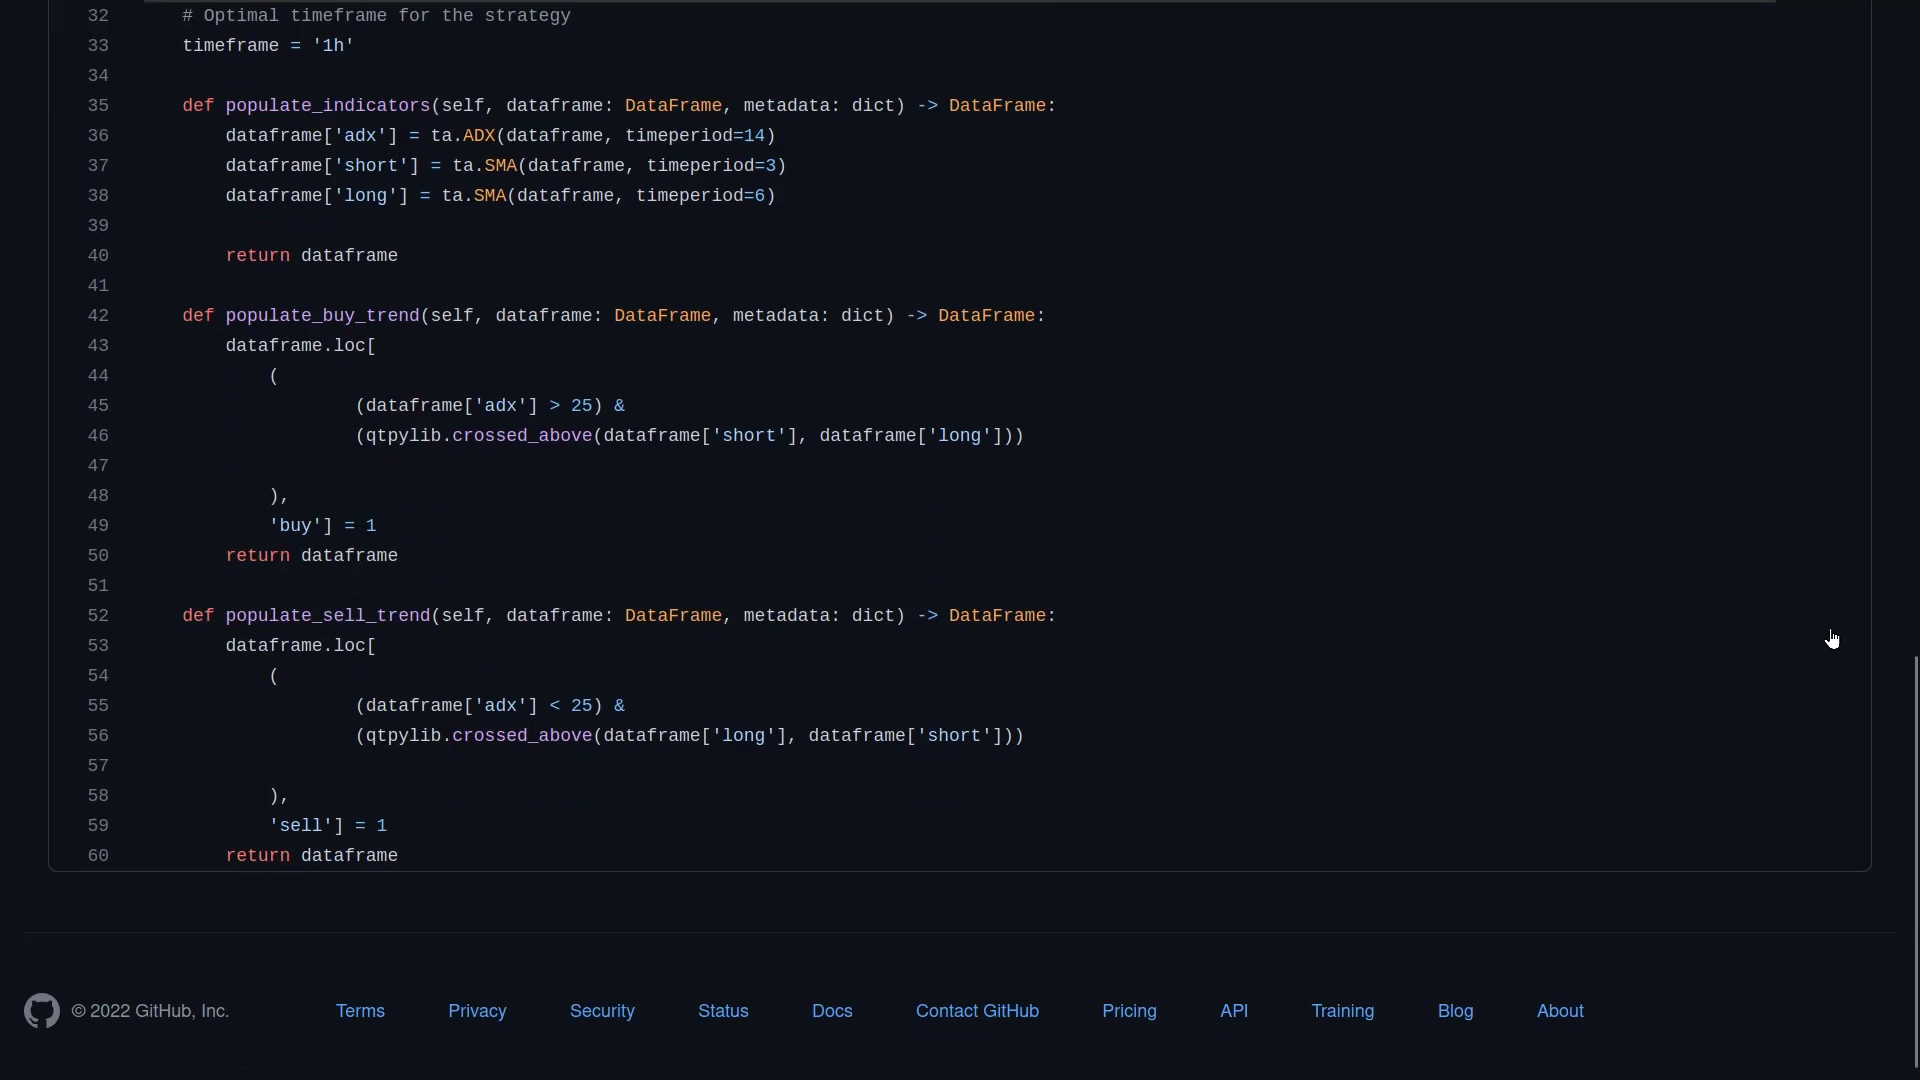 32 # Optimal timeframe for the strategy
33 timeframe = '1h'
34
35 def populate_indicators(self, dataframe: DataFrame, metadata: dict) -> DataFrame:
36 dataframe['adx'] = ta.ADX(dataframe, timeperiod=14)
37 dataframe['short'] = ta.SMA(dataframe, timeperiod=3)
38 dataframe['long'] = ta.SMA(dataframe, timeperiod=6)
39
40 return dataframe
41
42 def populate_buy_trend(self, dataframe: DataFrame, metadata: dict) -> DataFrame:
43 dataframe.loc[
44 (
45 (dataframe['adx'] > 25) &
46 (qtpylib.crossed_above(dataframe['short'], dataframe['long']))
47
48 ),
49 'buy'] = 1
50 return dataframe
51
52 def populate_sell_trend(self, dataframe: DataFrame, metadata: dict) -> DataFrame:
53 dataframe.loc[
54 (
55 (dataframe['adx'] < 25) &
56 (qtpylib.crossed_above(dataframe['long'], dataframe['short']))
57
58 ),
59 'sell'] = 1
60 return dataframe
© 2022 GitHub, Inc. Terms Privacy Security Status Docs Contact GitHub Pricing API Training Blog About